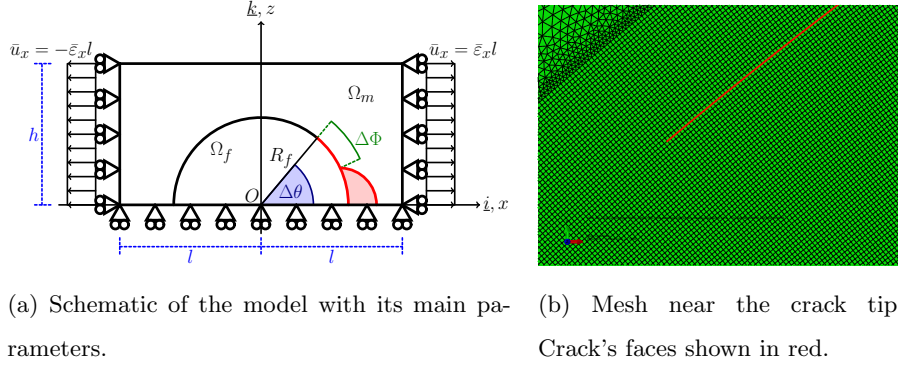 k, z
ū_x = −ε̄_x l
ū_x = ε̄_x l
Ω_m
h
Ω_f
R_f
ΔΦ
O
Δθ
i, x
l
l
(a) Schematic of the model with its main pa-
rameters.
(b) Mesh near the crack tip
Crack's faces shown in red.